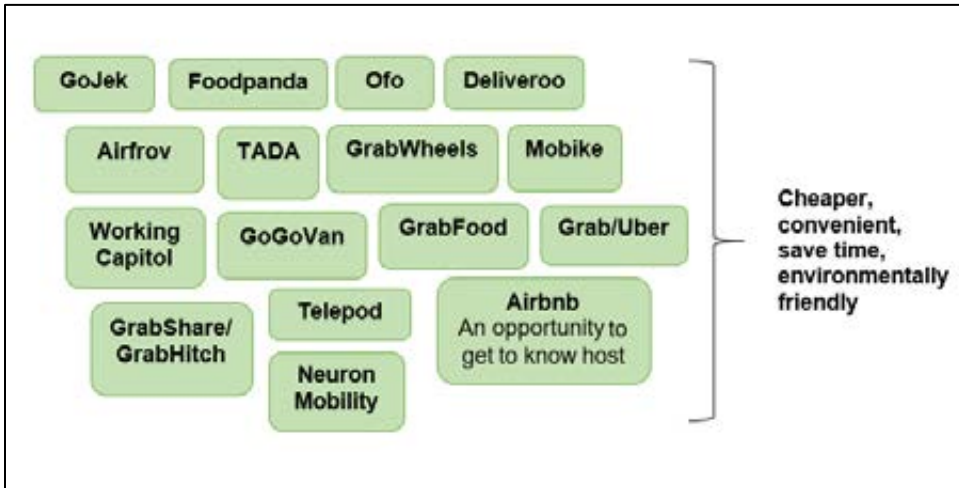 GoJek
Foodpanda
Ofo
Deliveroo
Airfrov
TADA
GrabWheels
Mobike
Working
Capitol
GoGoVan
GrabFood
Grab/Uber
GrabShare/
GrabHitch
Telepod
Neuron
Mobility
Airbnb
An opportunity to
get to know host
Cheaper,
convenient,
save time,
environmentally
friendly